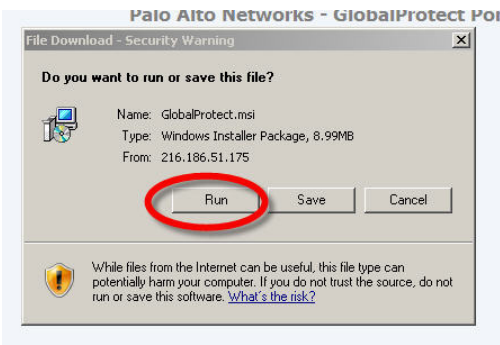 Palo Alto Networks - GlobalProtect Por
File Download - Security Warning
Do you want to run or save this file?
Name: GlobalProtect.msi
Type: Windows Installer Package, 8.99MB
From: 216.186.51.175
Run Save Cancel
While files from the Internet can be useful, this file type can
potentially harm your computer. If you do not trust the source, do not
run or save this software. What's the risk?